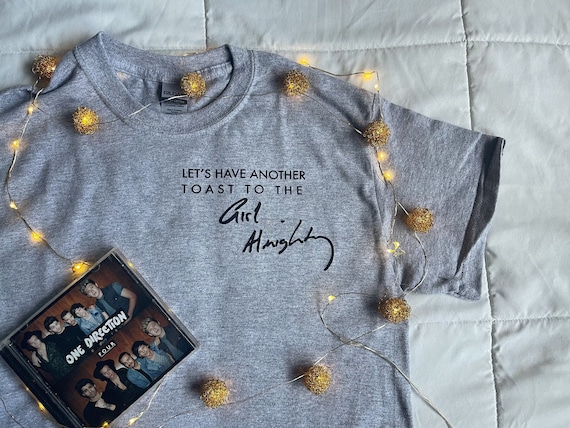 LET'S HAVE ANOTHER
TOAST TO THE
Girl
Almighty
ONE DIRECTION
FOUR